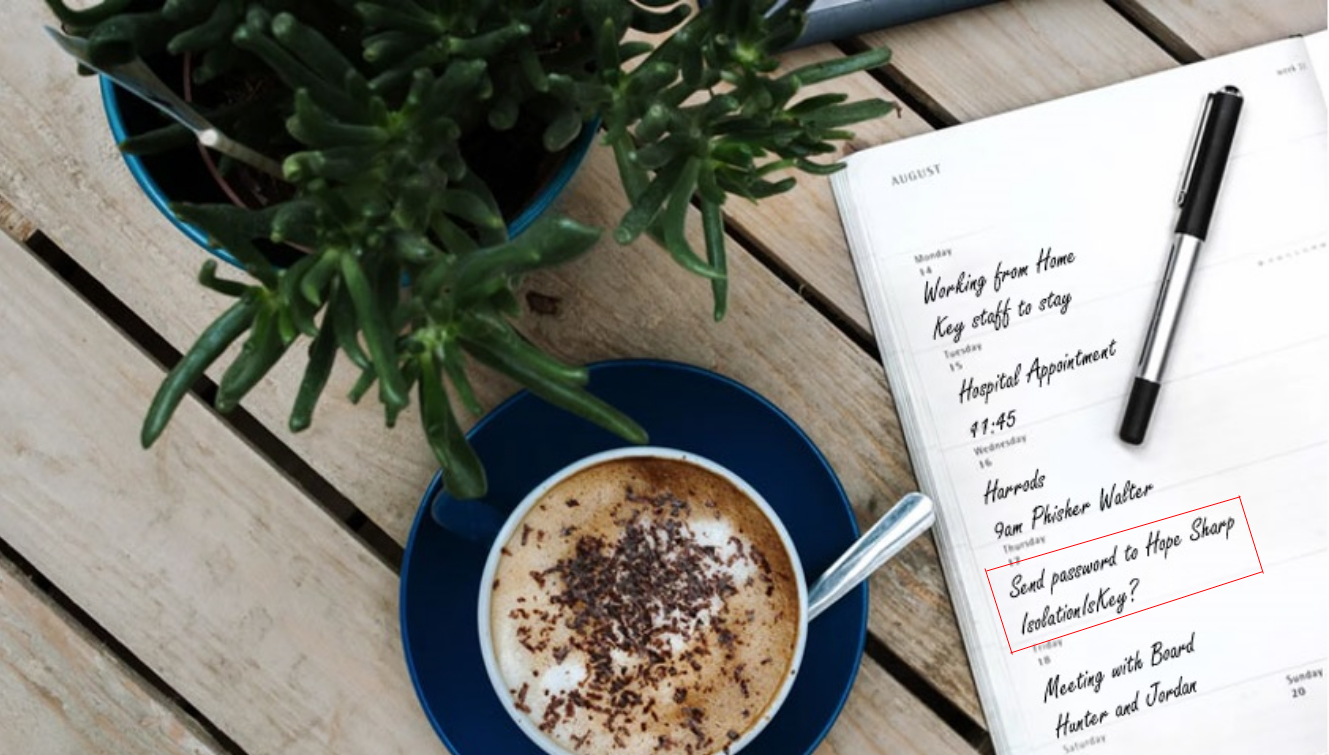 week 33
AUGUST
Monday
14
Working from Home
Key staff to stay
Tuesday
15
Hospital Appointment
11:45
Wednesday
16
Harrods
9am Phisher Walter
Thursday
17
Send password to Hope Sharp
IsolationIsKey?
Friday
18
Meeting with Board
Hunter and Jordan
Saturday
Sunday
20